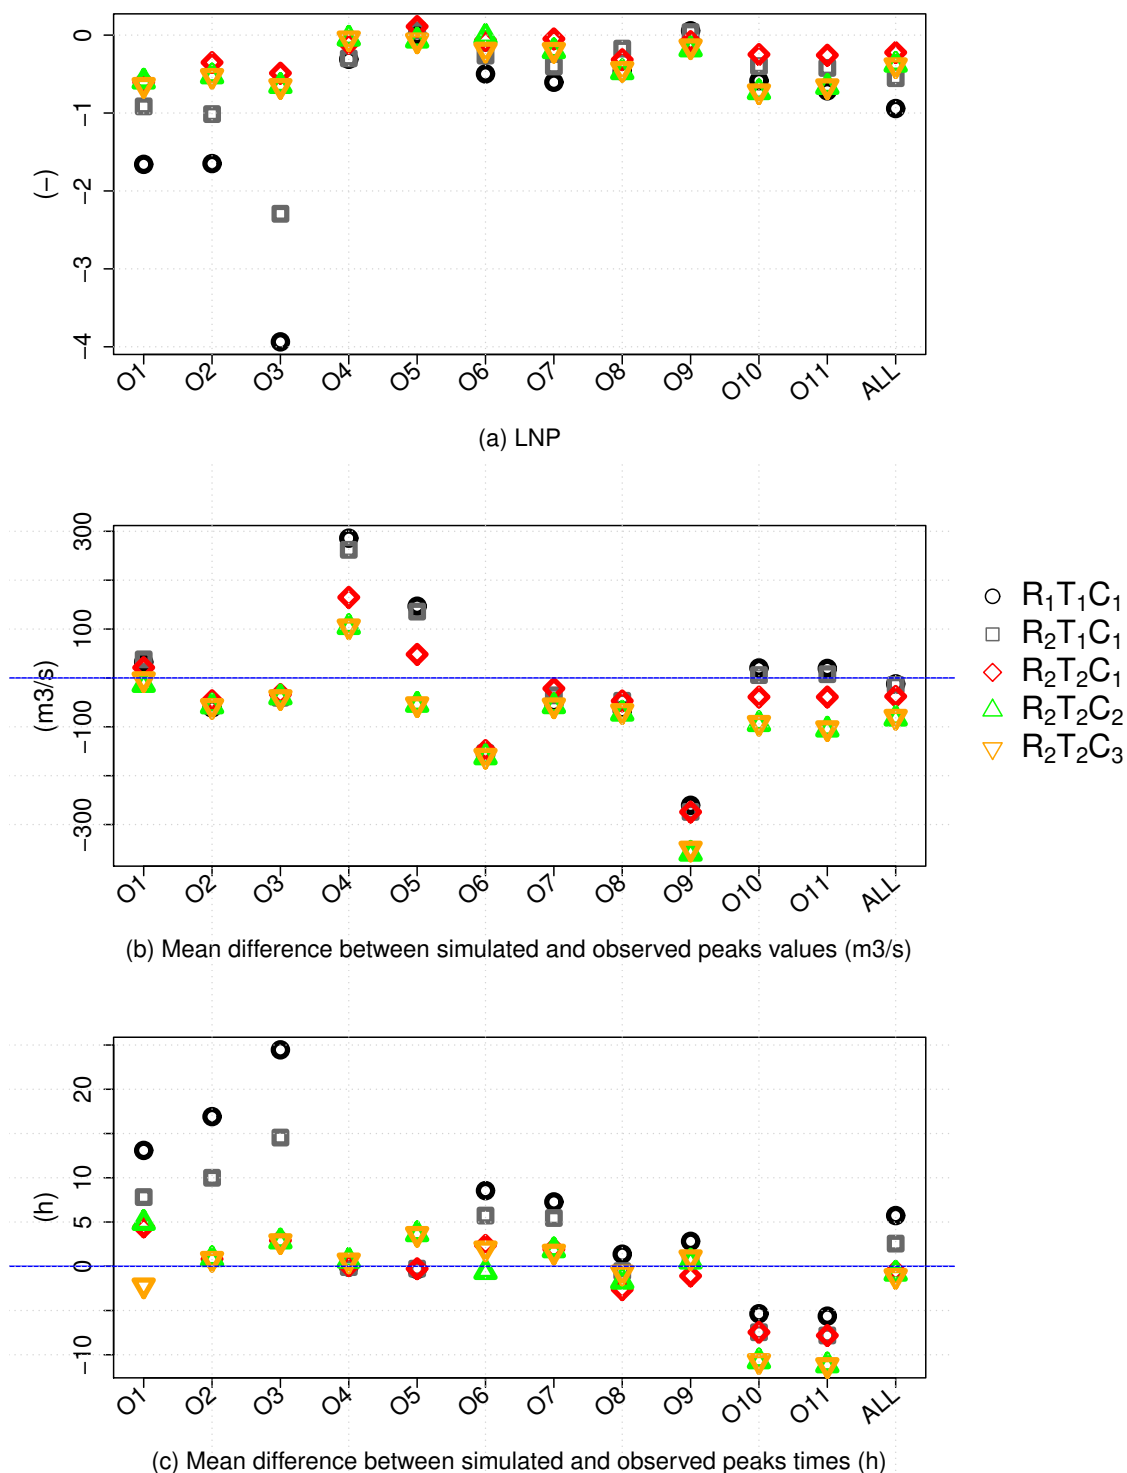 0
−1
−2
−3
−4
(−)
O1 O2 O3 O4 O5 O6 O7 O8 O9 O10 O11 ALL
(a) LNP
300
100
−100
−300
(m3/s)
O1 O2 O3 O4 O5 O6 O7 O8 O9 O10 O11 ALL
(b) Mean difference between simulated and observed peaks values (m3/s)
R₁T₁C₁
R₂T₁C₁
R₂T₂C₁
R₂T₂C₂
R₂T₂C₃
20
10
5
0
−10
(h)
O1 O2 O3 O4 O5 O6 O7 O8 O9 O10 O11 ALL
(c) Mean difference between simulated and observed peaks times (h)